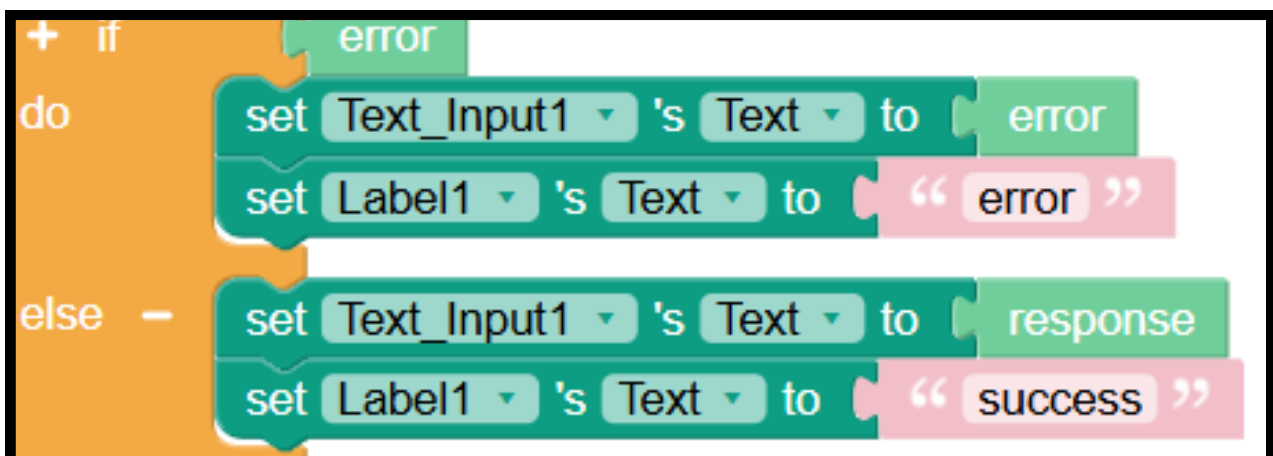 + if error
do set Text_Input1 's Text to error
set Label1 's Text to “ error ”
else - set Text_Input1 's Text to response
set Label1 's Text to “ success ”